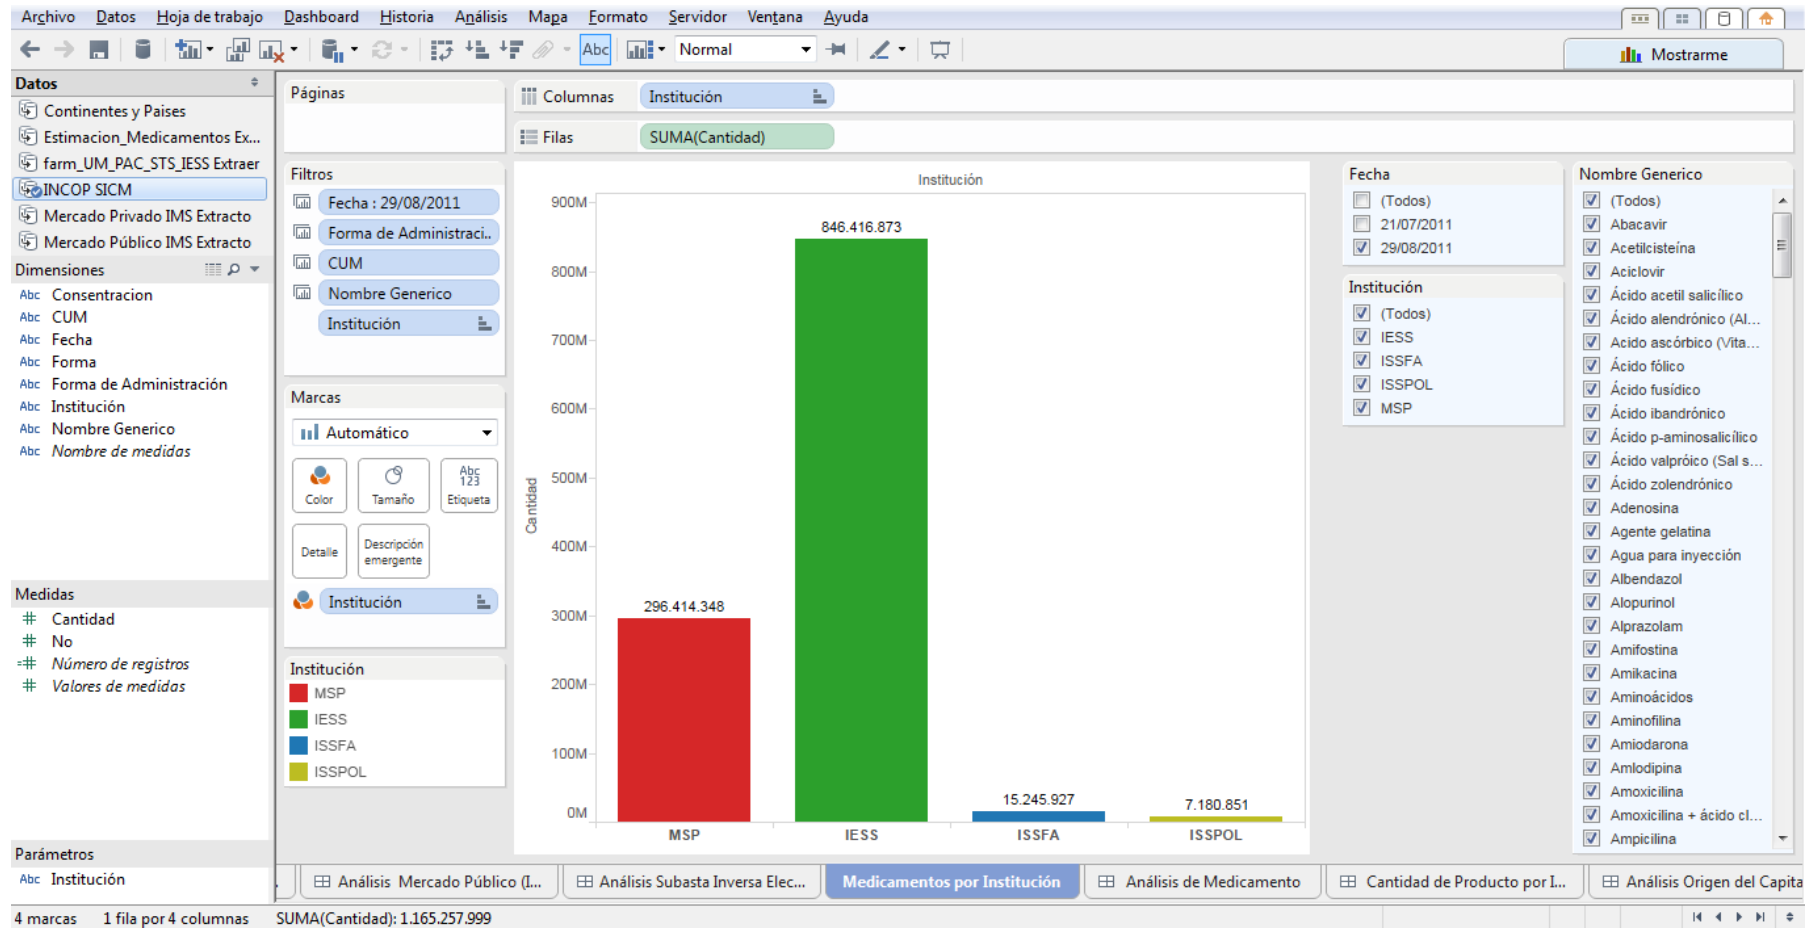 Archivo Datos Hoja de trabajo Dashboard Historia Análisis Mapa Formato Servidor Ventana Ayuda
Abc Normal
Mostrarme
Datos
Continentes y Paises
Estimacion_Medicamentos Ex...
farm_UM_PAC_STS_IESS Extraer
INCOP SICM
Mercado Privado IMS Extracto
Mercado Público IMS Extracto
Dimensiones
Abc Consentracion
Abc CUM
Abc Fecha
Abc Forma
Abc Forma de Administración
Abc Institución
Abc Nombre Generico
Abc Nombre de medidas
Medidas
# Cantidad
# No
=# Número de registros
# Valores de medidas
Parámetros
Abc Institución
Páginas
Filtros
Fecha : 29/08/2011
Forma de Administraci..
CUM
Nombre Generico
Institución
Marcas
Automático
Color
Tamaño
Abc
123
Etiqueta
Detalle
Descripción
emergente
Institución
Institución
MSP
IESS
ISSFA
ISSPOL
Columnas Institución
Filas SUMA(Cantidad)
Institución
Cantidad
900M
800M
700M
600M
500M
400M
300M
200M
100M
0M
296.414.348
846.416.873
15.245.927
7.180.851
MSP IESS ISSFA ISSPOL
Fecha
(Todos)
21/07/2011
29/08/2011
Institución
(Todos)
IESS
ISSFA
ISSPOL
MSP
Nombre Generico
(Todos)
Abacavir
Acetilcisteína
Aciclovir
Ácido acetil salicílico
Ácido alendrónico (Al...
Acido ascórbico (Vita...
Ácido fólico
Ácido fusídico
Ácido ibandrónico
Ácido p-aminosalicílico
Ácido valpróico (Sal s...
Ácido zolendrónico
Adenosina
Agente gelatina
Agua para inyección
Albendazol
Alopurinol
Alprazolam
Amifostina
Amikacina
Aminoácidos
Aminofilina
Amiodarona
Amlodipina
Amoxicilina
Amoxicilina + ácido cl...
Ampicilina
. Análisis Mercado Público (I... Análisis Subasta Inversa Elec... Medicamentos por Institución Análisis de Medicamento Cantidad de Producto por I... Análisis Origen del Capita
4 marcas 1 fila por 4 columnas SUMA(Cantidad): 1.165.257.999